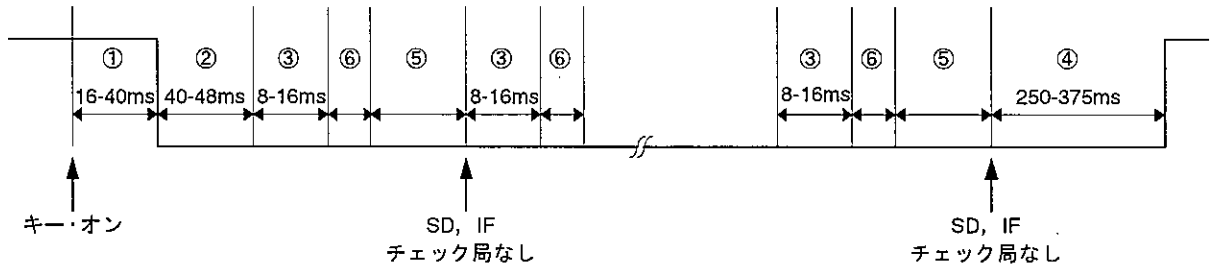 ① ② ③ ⑥ ⑤ ③ ⑥ ③ ⑥ ⑤ ④
16-40ms 40-48ms 8-16ms 8-16ms 8-16ms 250-375ms
キー・オン
SD, IF
チェック局なし
SD, IF
チェック局なし